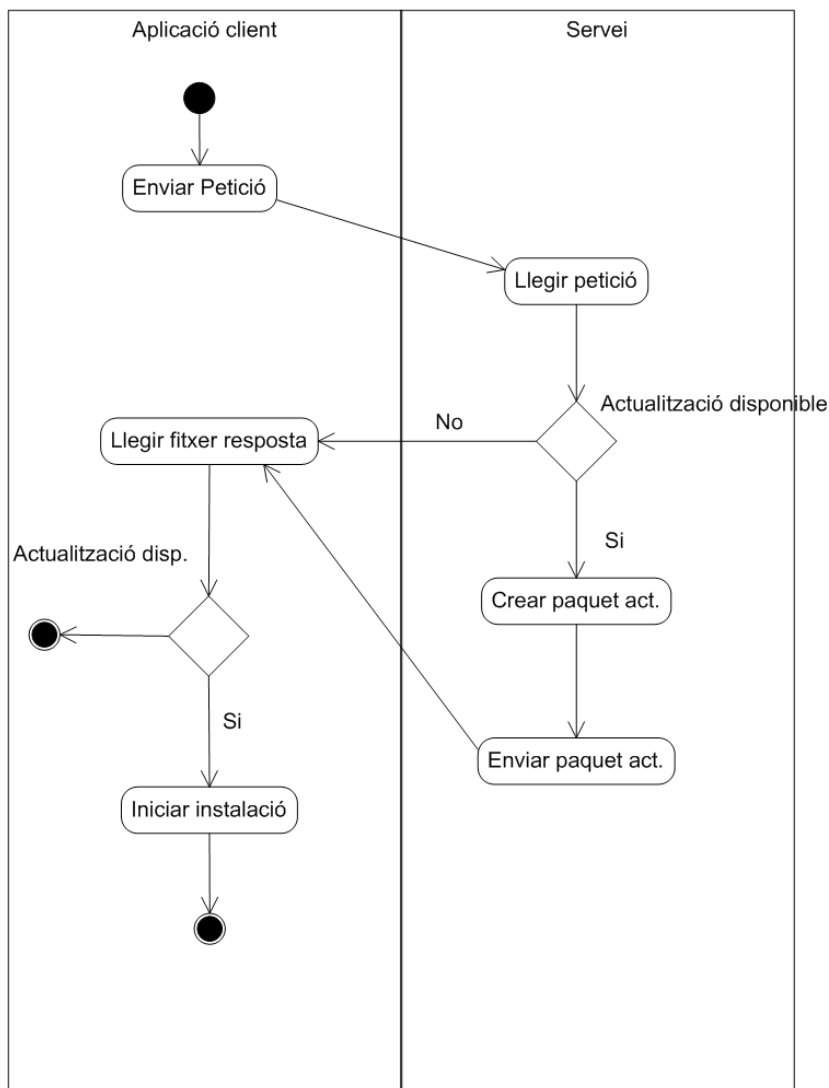 Aplicació client
Servei
Enviar Petició
Llegir petició
Actualització disponible
No
Llegir fitxer resposta
Si
Actualització disp.
Crear paquet act.
Si
Enviar paquet act.
Iniciar instalació